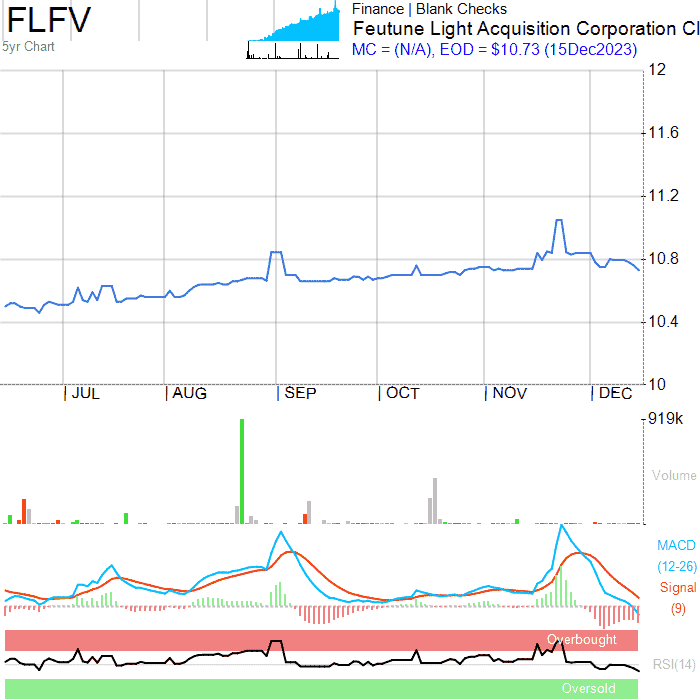 FLFV
5yr Chart
Finance | Blank Checks
Feutune Light Acquisition Corporation Cl
MC = (N/A), EOD = $10.73 (15Dec2023)
12
11.6
11.2
10.8
10.4
10
JUL AUG SEP OCT NOV DEC
919k
Volume
MACD
(12-26)
Signal
(9)
Overbought
RSI(14)
Oversold